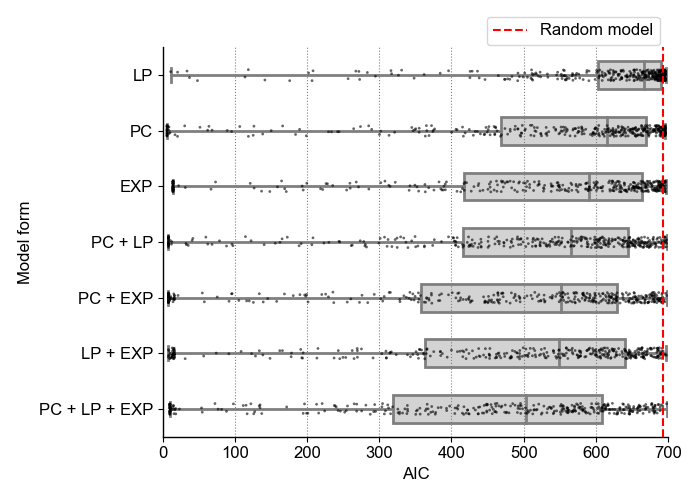 Random model
LP
PC
EXP
PC + LP
PC + EXP
LP + EXP
PC + LP + EXP
Model form
0 100 200 300 400 500 600 700
AIC